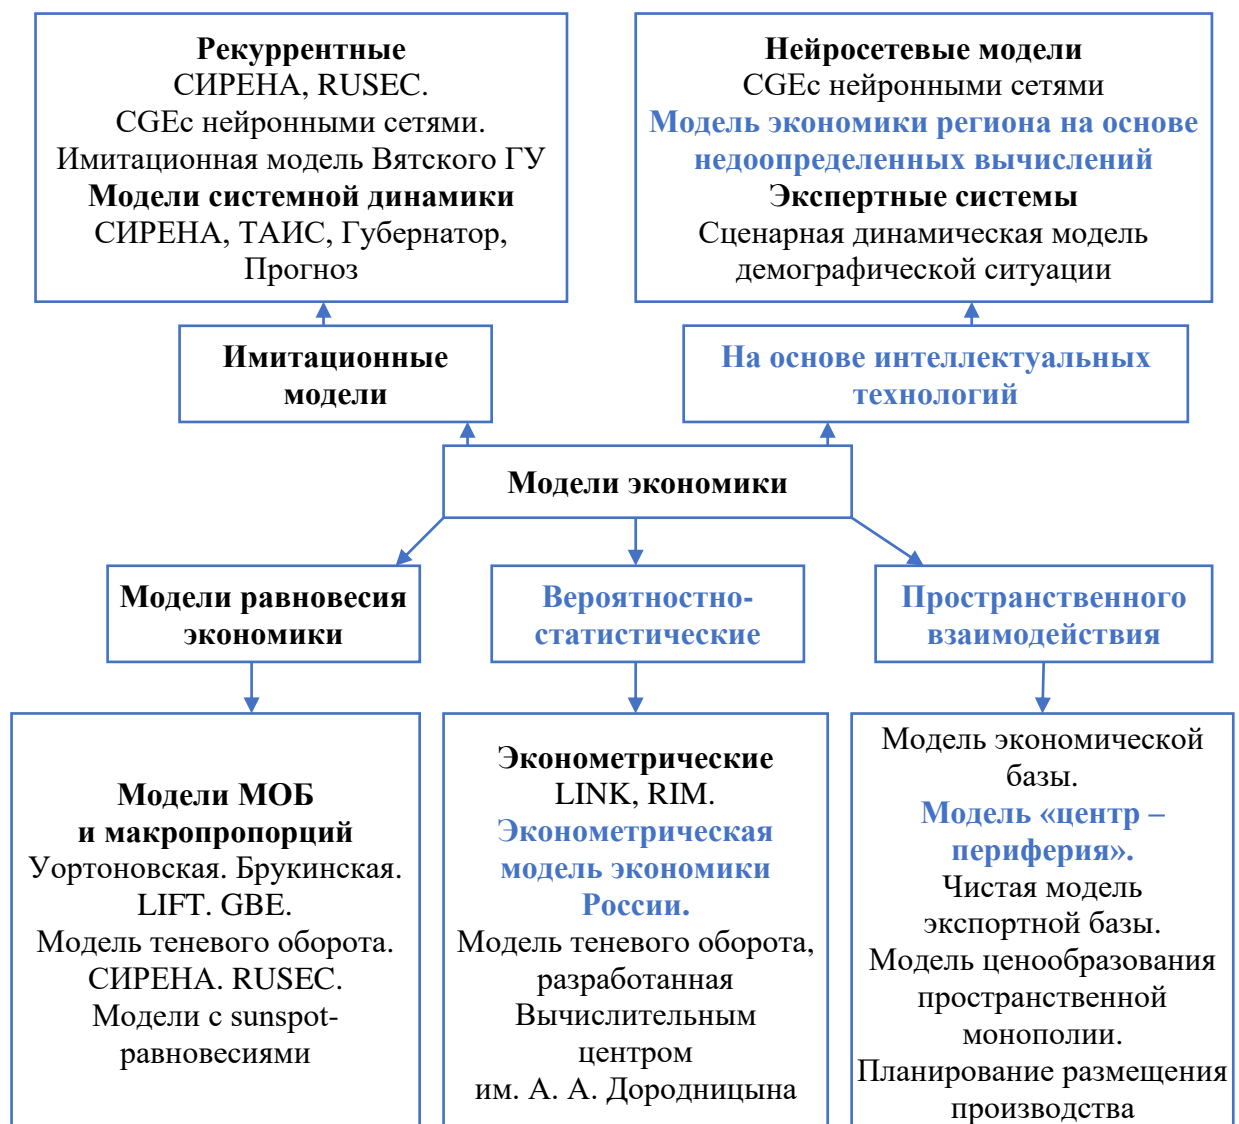 Рекуррентные
СИРЕНА, RUSEC.
CGEс нейронными сетями.
Имитационная модель Вятского ГУ
Модели системной динамики
СИРЕНА, ТАИС, Губернатор,
Прогноз
Нейросетевые модели
CGEс нейронными сетями
Модель экономики региона на основе
недоопределенных вычислений
Экспертные системы
Сценарная динамическая модель
демографической ситуации
Имитационные
модели
На основе интеллектуальных
технологий
Модели экономики
Модели равновесия
экономики
Вероятностно-
статистические
Пространственного
взаимодействия
Модели МОБ
и макропропорций
Уортоновская. Брукинская.
LIFT. GBE.
Модель теневого оборота.
СИРЕНА. RUSEC.
Модели с sunspot-
равновесиями
Эконометрические
LINK, RIM.
Эконометрическая
модель экономики
России.
Модель теневого оборота,
разработанная
Вычислительным
центром
им. А. А. Дородницына
Модель экономической
базы.
Модель «центр –
периферия».
Чистая модель
экспортной базы.
Модель ценообразования
пространственной
монополии.
Планирование размещения
производства